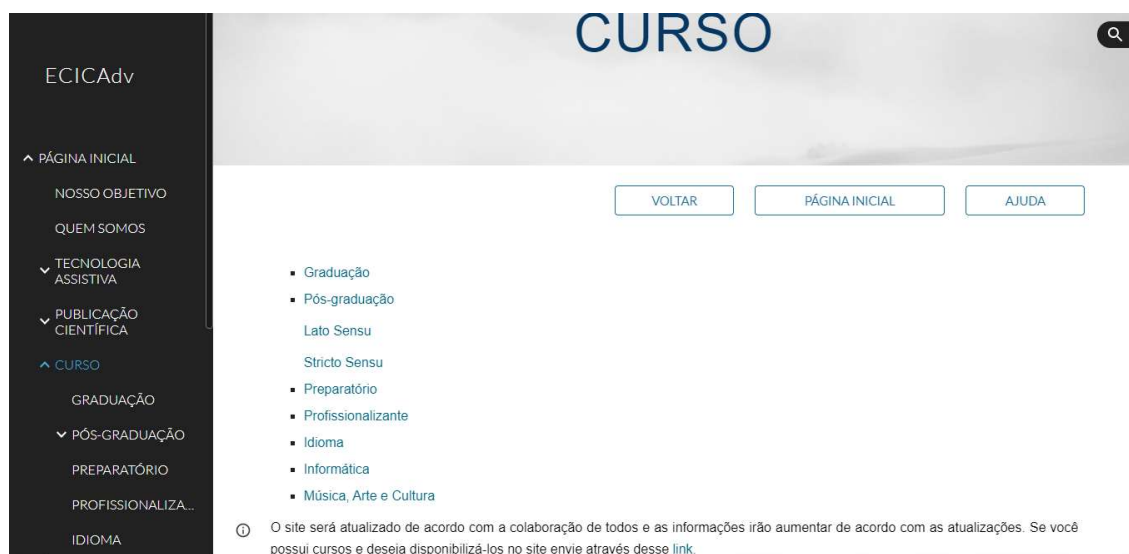 ECICAdv
PÁGINA INICIAL
NOSSO OBJETIVO
QUEM SOMOS
TECNOLOGIA
ASSISTIVA
PUBLICAÇÃO
CIENTÍFICA
CURSO
GRADUAÇÃO
PÓS-GRADUAÇÃO
PREPARATÓRIO
PROFISSIONALIZA...
IDIOMA
CURSO
VOLTAR
PÁGINA INICIAL
AJUDA
Graduação
Pós-graduação
Lato Sensu
Stricto Sensu
Preparatório
Profissionalizante
Idioma
Informática
Música, Arte e Cultura
O site será atualizado de acordo com a colaboração de todos e as informações irão aumentar de acordo com as atualizações. Se você
possui cursos e deseja disponibilizá-los no site envie através desse link.